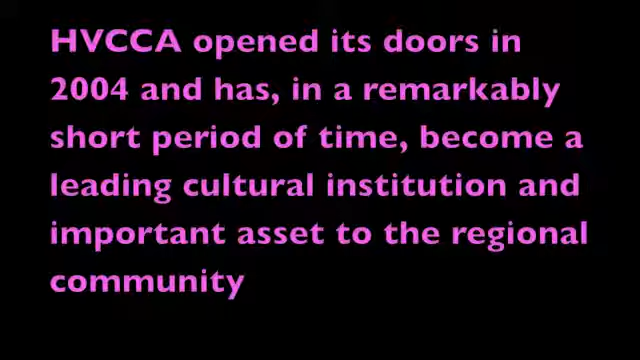 HVCCA opened its doors in
2004 and has, in a remarkably
short period of time, become a
leading cultural institution and
important asset to the regional
community